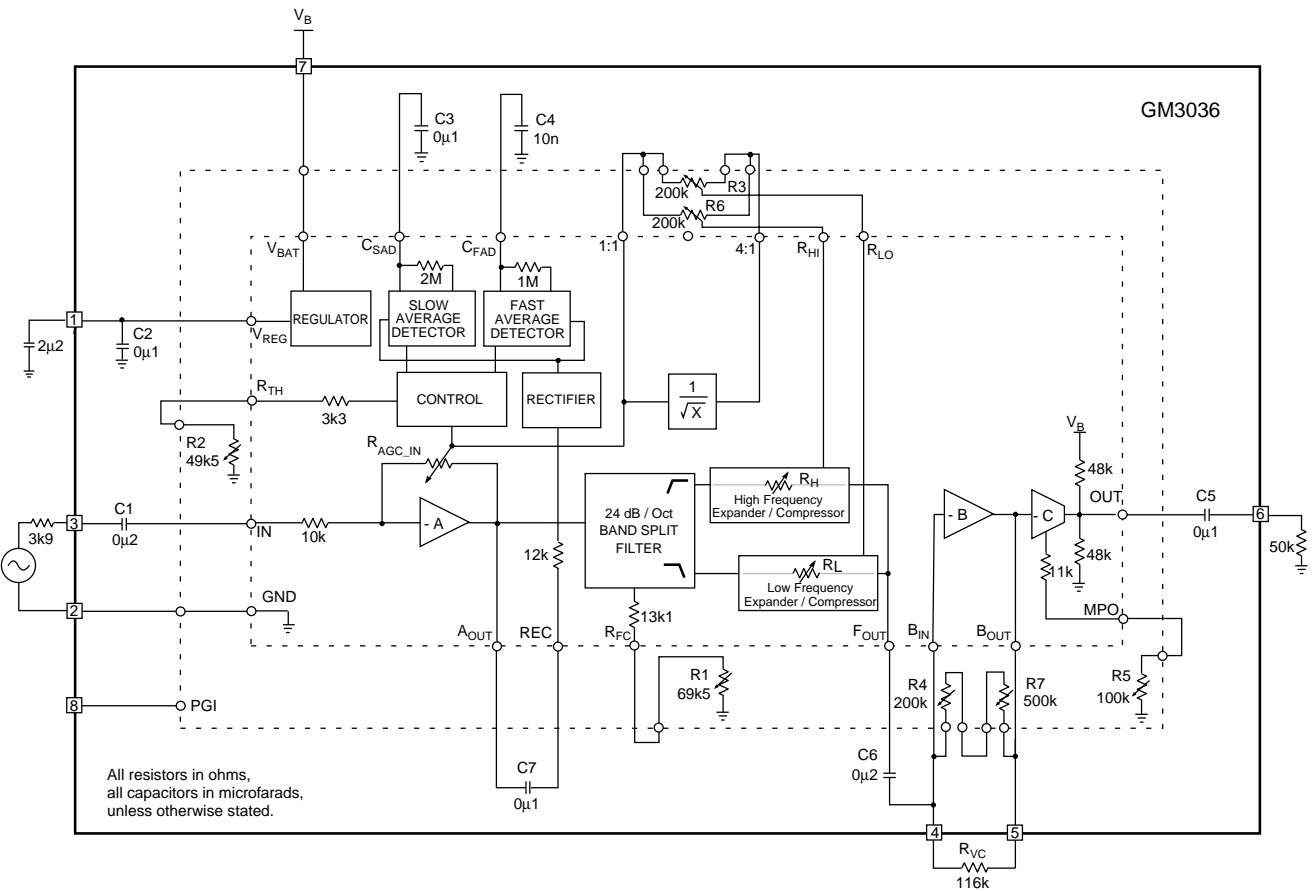 V_B
7
GM3036
C3
0µ1
C4
10n
R3
200k
R6
200k
V_BAT
C_SAD
C_FAD
1:1
4:1
R_HI
R_LO
2M
1M
REGULATOR
SLOW
AVERAGE
DETECTOR
FAST
AVERAGE
DETECTOR
1
2µ2
C2
0µ1
V_REG
R_TH
3k3
CONTROL
RECTIFIER
1
√X
R2
49k5
R_AGC_IN
V_B
48k
R_H
High Frequency
Expander / Compressor
3
3k9
C1
0µ2
IN
10k
- A
24 dB / Oct
BAND SPLIT
FILTER
- B
- C
OUT
C5
0µ1
6
50k
12k
48k
11k
R_L
Low Frequency
Expander / Compressor
2
GND
13k1
MPO
A_OUT
REC
R_FC
F_OUT
B_IN
B_OUT
R1
69k5
R4
200k
R7
500k
R5
100k
8
PGI
C6
0µ2
C7
0µ1
All resistors in ohms,
all capacitors in microfarads,
unless otherwise stated.
4
5
R_VC
116k